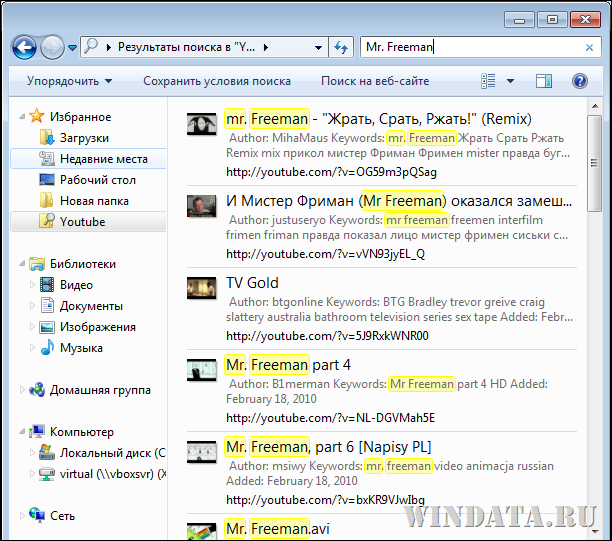 Результаты поиска в "Y...
Mr. Freeman
Упорядочить
Сохранить условия поиска
Поиск на веб-сайте
Избранное
Загрузки
Недавние места
Рабочий стол
Новая папка
Youtube
Библиотеки
Видео
Документы
Изображения
Музыка
Домашняя группа
Компьютер
Локальный диск (C
virtual (\\vboxsvr) (X
Сеть
mr. Freeman - "Жрать, Срать, Ржать!" (Remix)
Author: MihaMaus Keywords: mr. Freeman Жрать Срать Ржать
Remix mix прикол мистер Фриман Фримен mister правда буг...
http://youtube.com/?v=OG59m3pQSag
И Мистер Фриман (Mr Freeman) оказался замеш...
Author: justuseryo Keywords: mr freeman freemen interfilm
frimen friman правда показал лицо мистер фримен сиськи с...
http://youtube.com/?v=vVN93jyEL_Q
TV Gold
Author: btgonline Keywords: BTG Bradley trevor greive craig
slattery australia bathroom television series sex tape Added: Febr...
http://youtube.com/?v=5J9RxkWNR00
Mr. Freeman part 4
Author: B1merman Keywords: Mr Freeman part 4 HD Added:
February 18, 2010
http://youtube.com/?v=NL-DGVMah5E
Mr. Freeman, part 6 [Napisy PL]
Author: msiwy Keywords: mr. freeman video animacja russian
Added: February 18, 2010
http://youtube.com/?v=bxKR9VJwIbg
Mr. Freeman.avi
WINDATA.RU